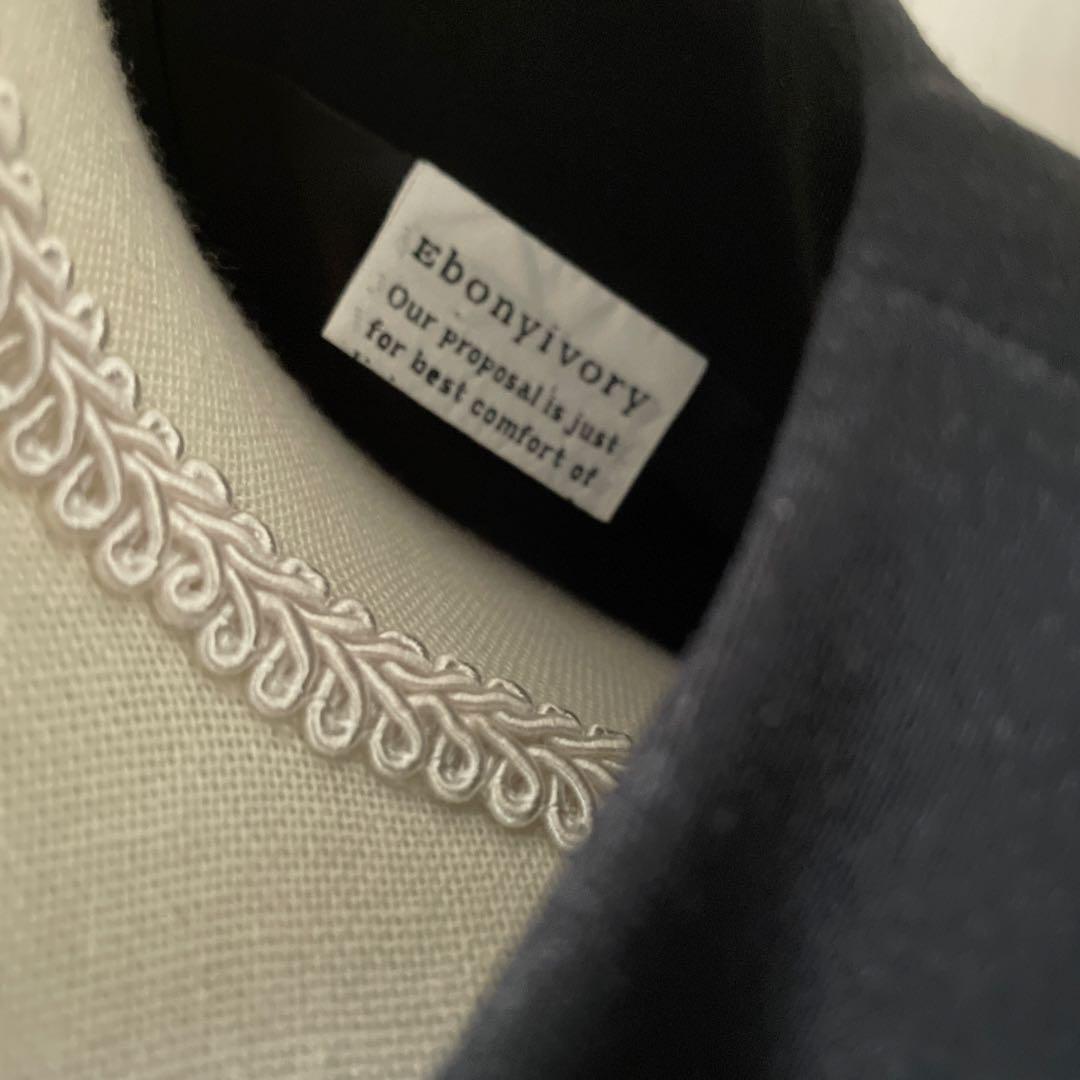 Ebonyivory
Our proposal is just
for best comfort of